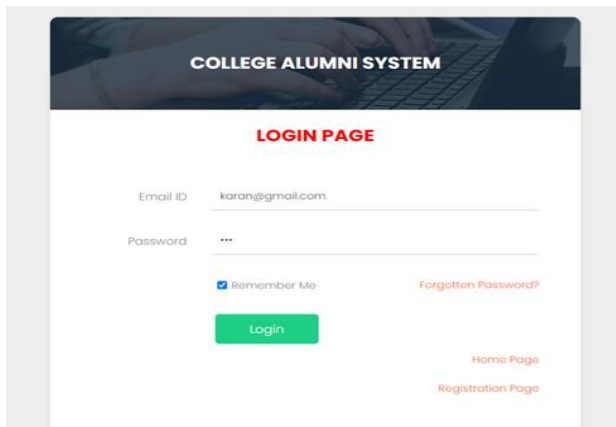 COLLEGE ALUMNI SYSTEM
LOGIN PAGE
Email ID karan@gmail.com
Password •••
Remember Me Forgotten Password?
Login
Home Page
Registration Page